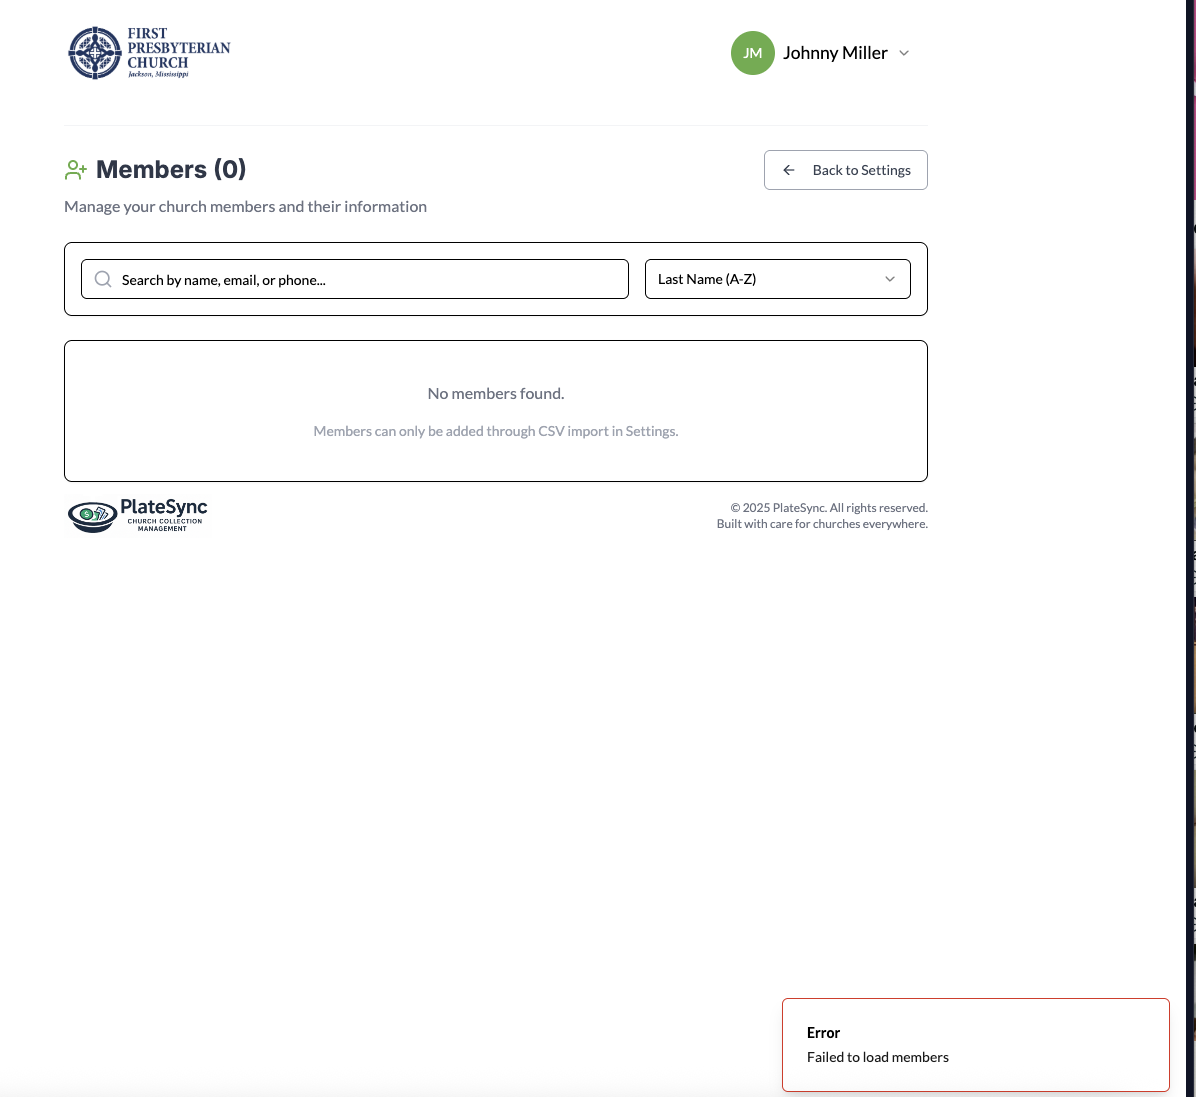 FIRST
PRESBYTERIAN
CHURCH
Jackson, Mississippi
JM Johnny Miller
Members (0)
Back to Settings
Manage your church members and their information
Search by name, email, or phone...
Last Name (A-Z)
No members found.
Members can only be added through CSV import in Settings.
PlateSync
CHURCH COLLECTION
MANAGEMENT
© 2025 PlateSync. All rights reserved.
Built with care for churches everywhere.
Error
Failed to load members